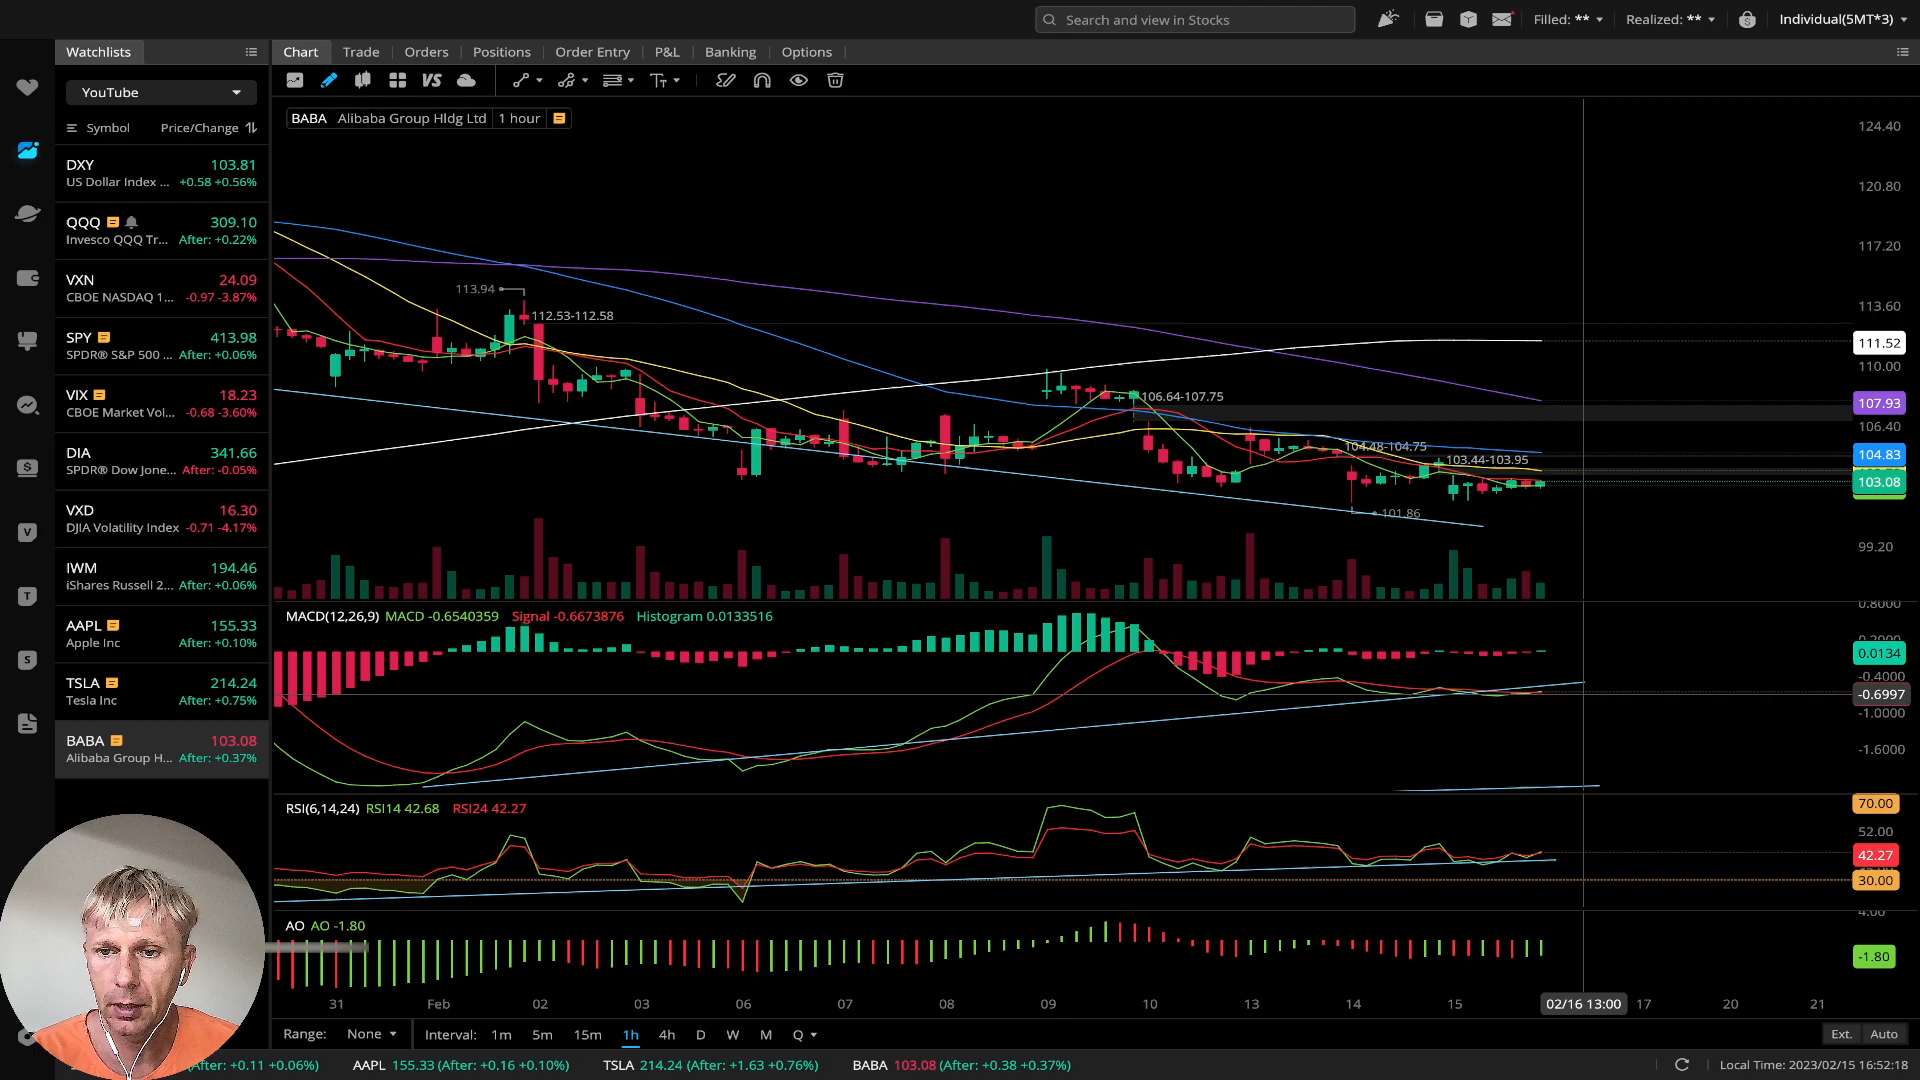 Search and view in Stocks
Filled: **
Realized: **
Individual(5MT*3)
Watchlists
Chart
Trade
Orders
Positions
Order Entry
P&L
Banking
Options
YouTube
VS
Symbol
Price/Change
BABA
Alibaba Group Hldg Ltd
1 hour
DXY 103.81
US Dollar Index ... +0.58 +0.56%
QQQ 309.10
Invesco QQQ Tr... After: +0.22%
VXN 24.09
CBOE NASDAQ 1... -0.97 -3.87%
SPY 413.98
SPDR® S&P 500 ... After: +0.06%
VIX 18.23
CBOE Market Vol... -0.68 -3.60%
DIA 341.66
SPDR® Dow Jone... After: -0.05%
VXD 16.30
DJIA Volatility Index -0.71 -4.17%
IWM 194.46
iShares Russell 2... After: +0.06%
AAPL 155.33
Apple Inc After: +0.10%
TSLA 214.24
Tesla Inc After: +0.75%
BABA 103.08
Alibaba Group H... After: +0.37%
113.94
112.53-112.58
106.64-107.75
104.48-104.75
103.44-103.95
101.86
124.40
120.80
117.20
113.60
111.52
110.00
107.93
106.40
104.83
103.08
99.20
MACD(12,26,9) MACD -0.6540359 Signal -0.6673876 Histogram 0.0133516
0.8000
0.0134
-0.4000
-0.6997
-1.0000
-1.6000
RSI(6,14,24) RSI14 42.68 RSI24 42.27
70.00
52.00
42.27
30.00
AO AO -1.80
4.00
-1.80
31 Feb 02 03 06 07 08 09 10 13 14 15 02/16 13:00 17 20 21
Range: None
Interval: 1m 5m 15m 1h 4h D W M Q
Ext. Auto
(After: +0.11 +0.06%)
AAPL 155.33 (After: +0.16 +0.10%)
TSLA 214.24 (After: +1.63 +0.76%)
BABA 103.08 (After: +0.38 +0.37%)
Local Time: 2023/02/15 16:52:18